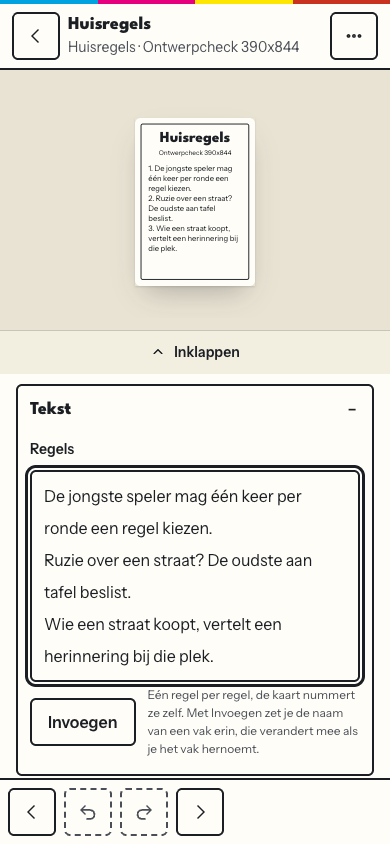 Huisregels
Huisregels · Ontwerpcheck 390x844
Huisregels
Ontwerpcheck 390x844
1. De jongste speler mag
één keer per ronde een
regel kiezen.
2. Ruzie over een straat?
De oudste aan tafel
beslist.
3. Wie een straat koopt,
vertelt een herinnering bij
die plek.
Inklappen
Tekst
Regels
De jongste speler mag één keer per
ronde een regel kiezen.
Ruzie over een straat? De oudste aan
tafel beslist.
Wie een straat koopt, vertelt een
herinnering bij die plek.
Invoegen
Eén regel per regel, de kaart nummert
ze zelf. Met Invoegen zet je de naam
van een vak erin, die verandert mee als
je het vak hernoemt.